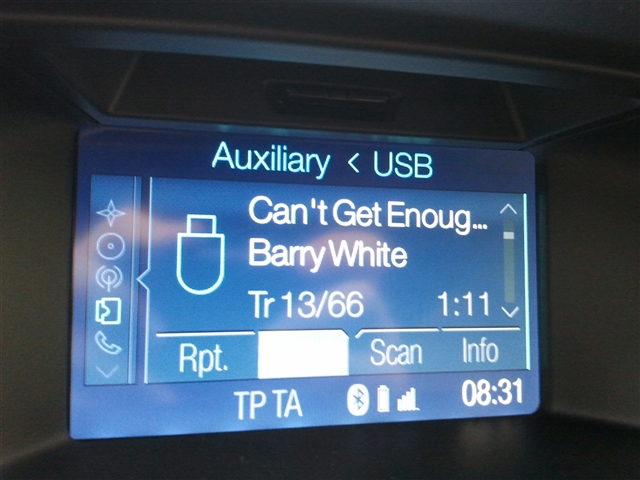 Auxiliary < USB
Can't Get Enoug...
Barry White
Tr 13/66 1:11
Rpt. Scan Info
TP TA 08:31